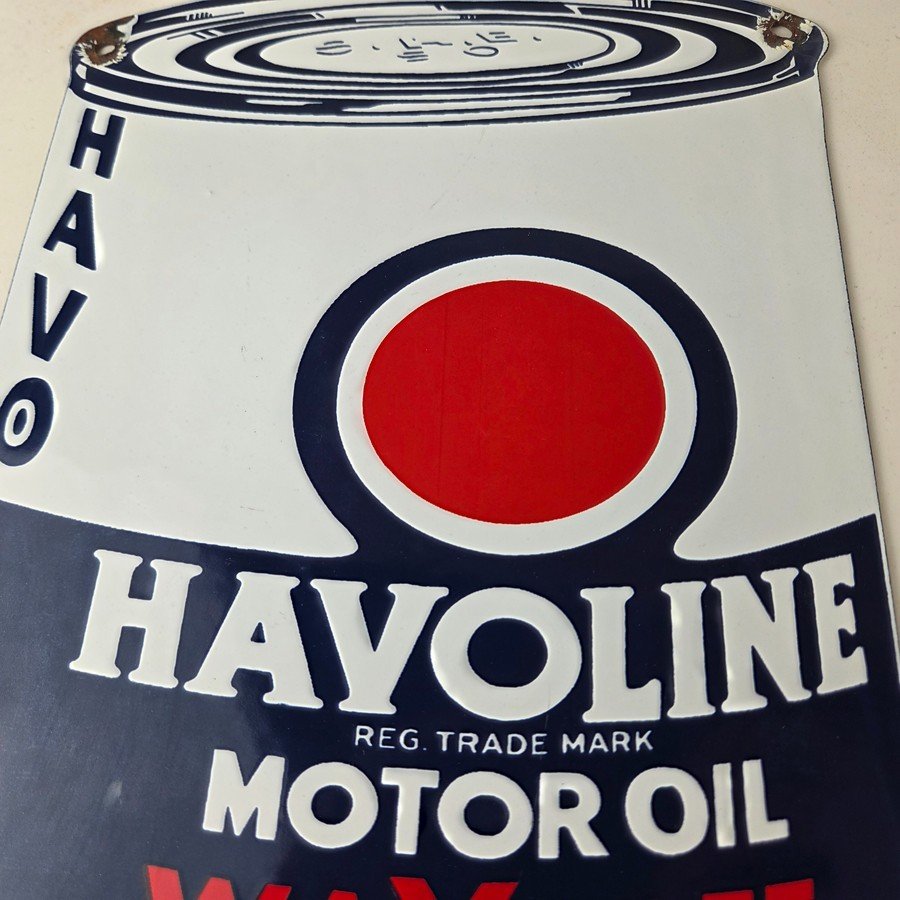 HAVO
HAVOLINE
REG. TRADE MARK
MOTOR OIL